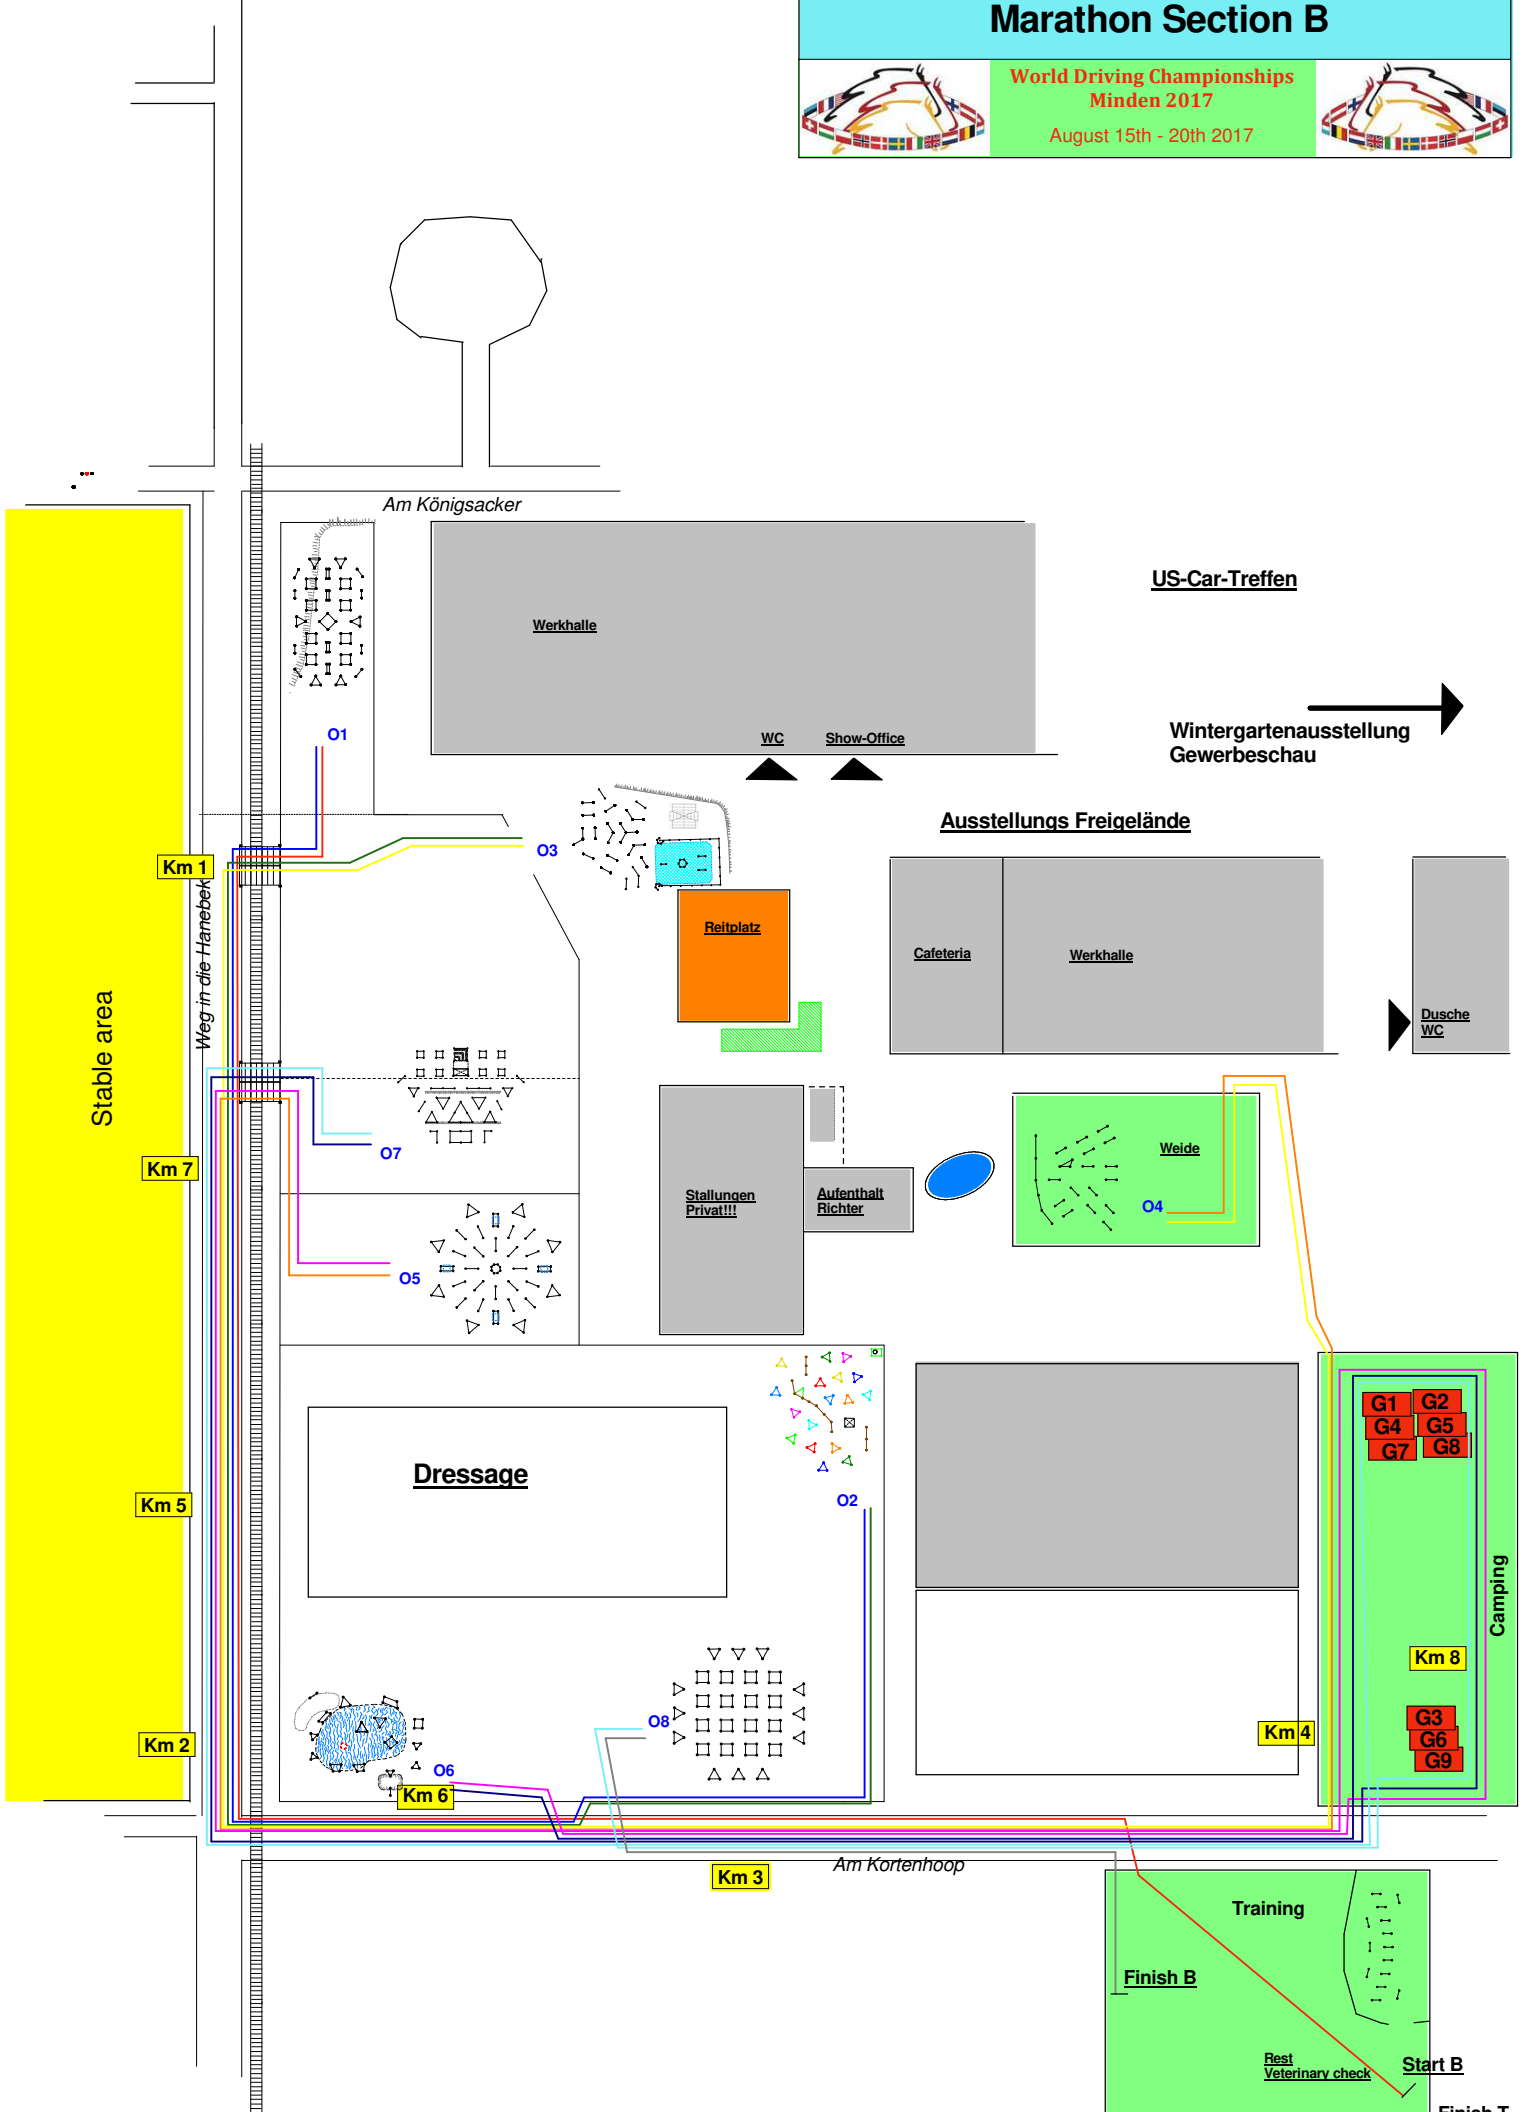 Marathon Section B
World Driving Championships
Minden 2017
August 15th - 20th 2017
Am Königsacker
US-Car-Treffen
Werkhalle
Wintergartenausstellung
Gewerbeschau
O1
WC
Show-Office
Ausstellungs Freigelände
O3
Km 1
Weg in die Hanebek
Reitplatz
Cafeteria
Werkhalle
Dusche
WC
Stable area
O7
Km 7
Weide
Stallungen
Privat!!!
Aufenthalt
Richter
O4
O5
G1
G2
G4
G5
G7
G8
Dressage
O2
Km 5
Camping
Km 8
O8
G3
G6
G9
Km 4
Km 2
O6
Km 6
Am Kortenhoop
Km 3
Training
Finish B
Rest
Veterinary check
Start B